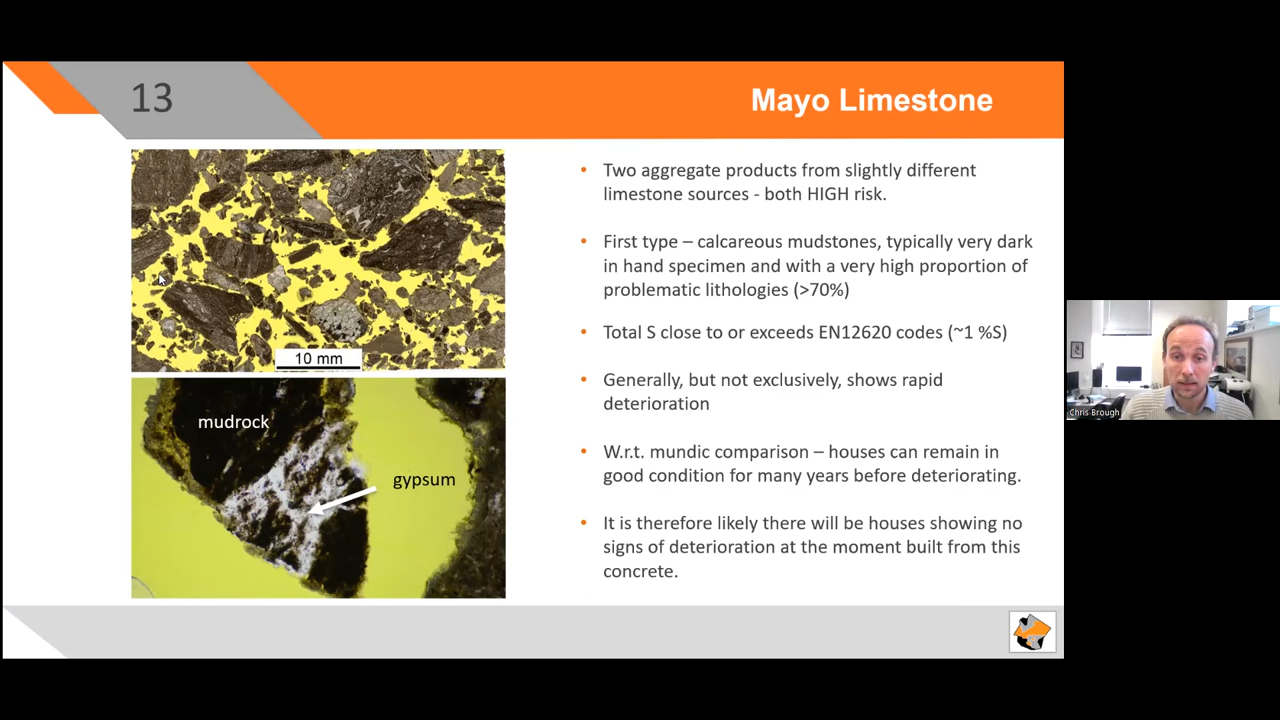 13
Mayo Limestone
10 mm
mudrock
gypsum
• Two aggregate products from slightly different
limestone sources - both HIGH risk.
• First type – calcareous mudstones, typically very dark
in hand specimen and with a very high proportion of
problematic lithologies (>70%)
• Total S close to or exceeds EN12620 codes (~1 %S)
• Generally, but not exclusively, shows rapid
deterioration
• W.r.t. mundic comparison – houses can remain in
good condition for many years before deteriorating.
• It is therefore likely there will be houses showing no
signs of deterioration at the moment built from this
concrete.
Chris Brough